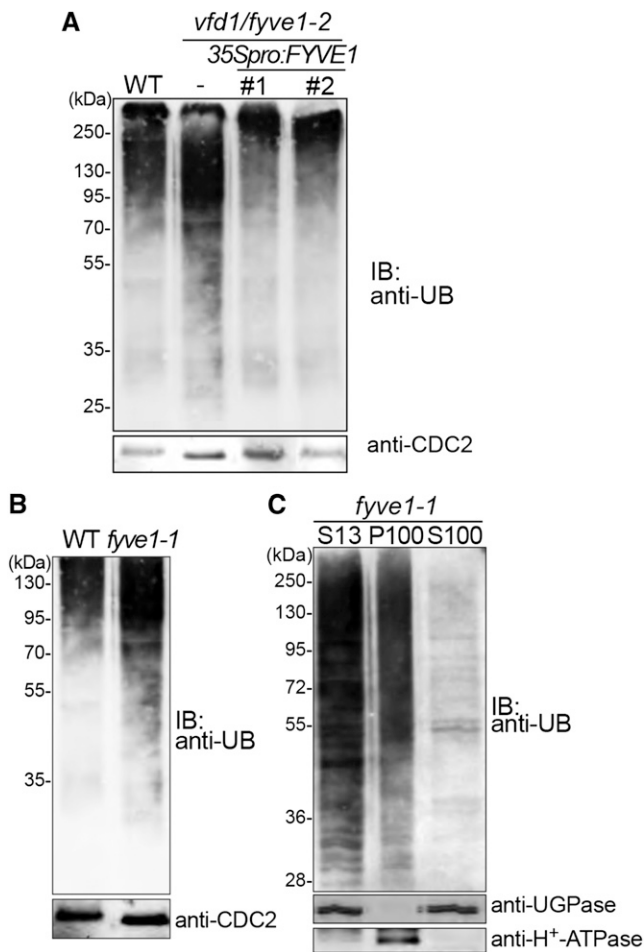 A
vfd1/fyve1-2
35Spro:FYVE1
WT - #1 #2
(kDa)
250-
130-
95-
70-
55-
35-
25-
IB:
anti-UB
anti-CDC2
B
WT fyve1-1
(kDa)
130-
95-
70-
55-
35-
IB:
anti-UB
anti-CDC2
C
fyve1-1
S13 P100 S100
(kDa)
250-
130-
95-
72-
55-
36-
28-
IB:
anti-UB
anti-UGPase
anti-H+-ATPase